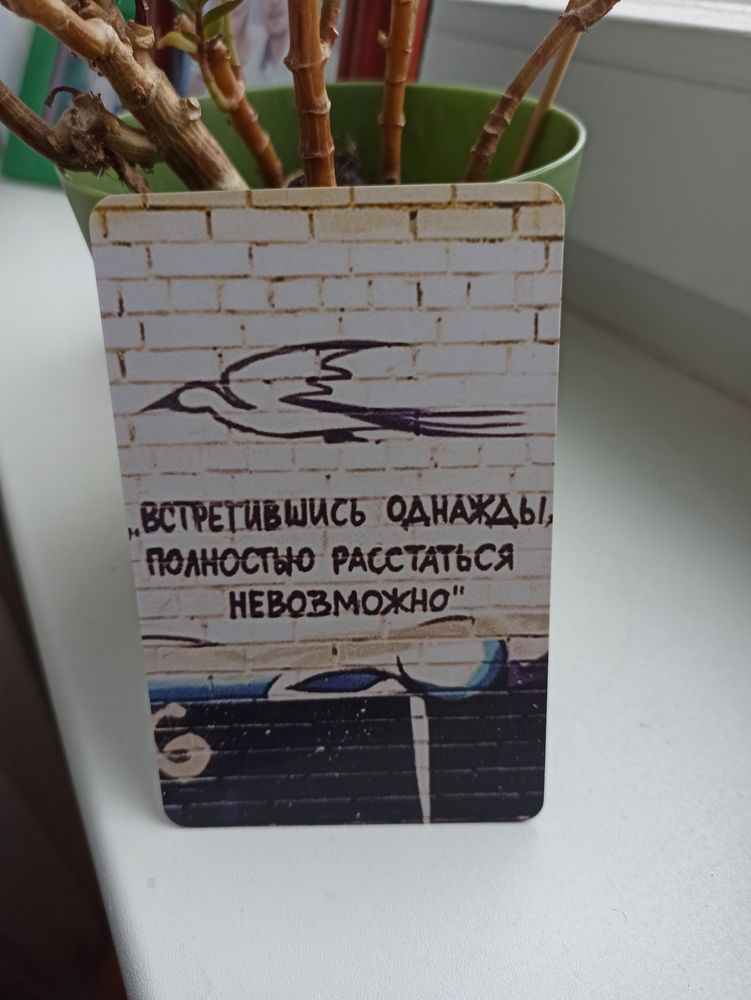 „ВСТРЕТИВШИСЬ ОДНАЖДЫ,
ПОЛНОСТЬЮ РАССТАТЬСЯ
НЕВОЗМОЖНО"